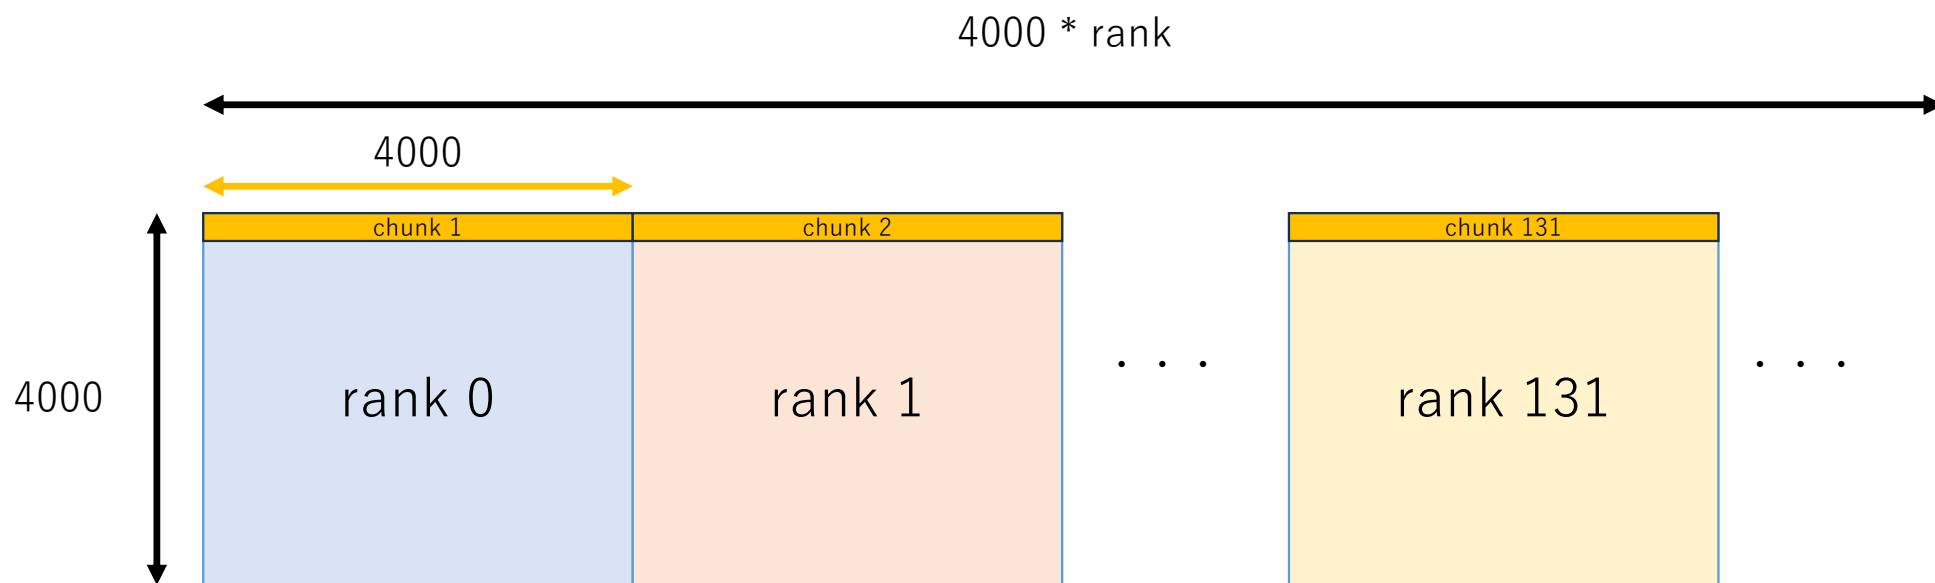 4000 * rank
4000
chunk 1
chunk 2
chunk 131
4000
rank 0
rank 1
. . .
rank 131
. . .